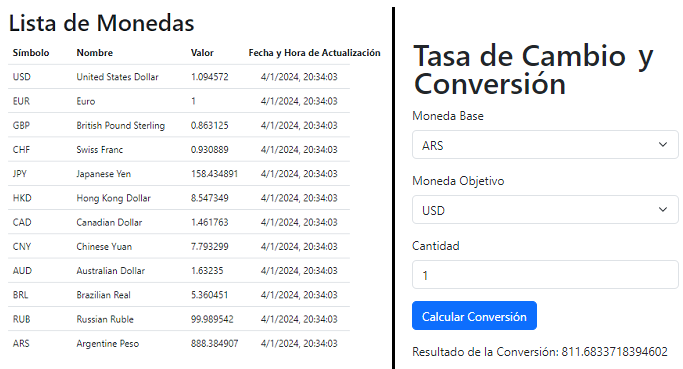 Lista de Monedas
Símbolo Nombre Valor Fecha y Hora de Actualización
USD United States Dollar 1.094572 4/1/2024, 20:34:03
EUR Euro 1 4/1/2024, 20:34:03
GBP British Pound Sterling 0.863125 4/1/2024, 20:34:03
CHF Swiss Franc 0.930889 4/1/2024, 20:34:03
JPY Japanese Yen 158.434891 4/1/2024, 20:34:03
HKD Hong Kong Dollar 8.547349 4/1/2024, 20:34:03
CAD Canadian Dollar 1.461763 4/1/2024, 20:34:03
CNY Chinese Yuan 7.793299 4/1/2024, 20:34:03
AUD Australian Dollar 1.63235 4/1/2024, 20:34:03
BRL Brazilian Real 5.360451 4/1/2024, 20:34:03
RUB Russian Ruble 99.989542 4/1/2024, 20:34:03
ARS Argentine Peso 888.384907 4/1/2024, 20:34:03
Tasa de Cambio y
Conversión
Moneda Base
ARS
Moneda Objetivo
USD
Cantidad
1
Calcular Conversión
Resultado de la Conversión: 811.6833718394602